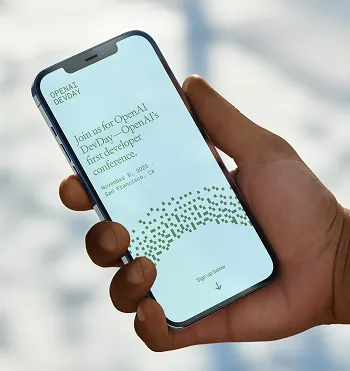 OPENAI
DEVDAY
Join us for OpenAI
DevDay—OpenAI's
first developer
conference.
November 6, 2023
San Francisco, CA
Sign up below